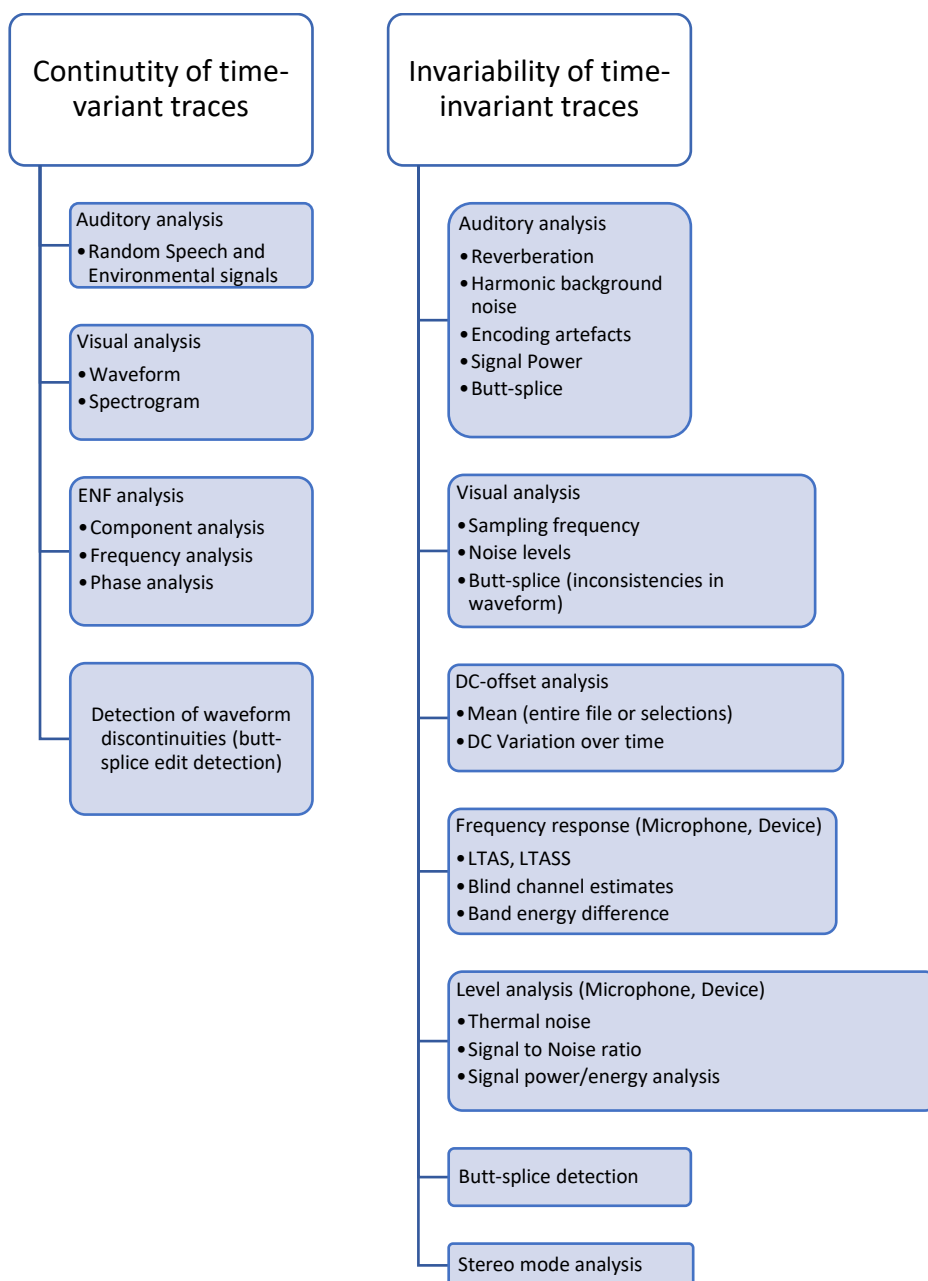 Continutity of time-
variant traces
Auditory analysis
•Random Speech and
Environmental signals
Visual analysis
•Waveform
•Spectrogram
ENF analysis
•Component analysis
•Frequency analysis
•Phase analysis
Detection of waveform
discontinuities (butt-
splice edit detection)
Invariability of time-
invariant traces
Auditory analysis
•Reverberation
•Harmonic background
noise
•Encoding artefacts
•Signal Power
•Butt-splice
Visual analysis
•Sampling frequency
•Noise levels
•Butt-splice (inconsistencies in
waveform)
DC-offset analysis
•Mean (entire file or selections)
•DC Variation over time
Frequency response (Microphone, Device)
•LTAS, LTASS
•Blind channel estimates
•Band energy difference
Level analysis (Microphone, Device)
•Thermal noise
•Signal to Noise ratio
•Signal power/energy analysis
Butt-splice detection
Stereo mode analysis